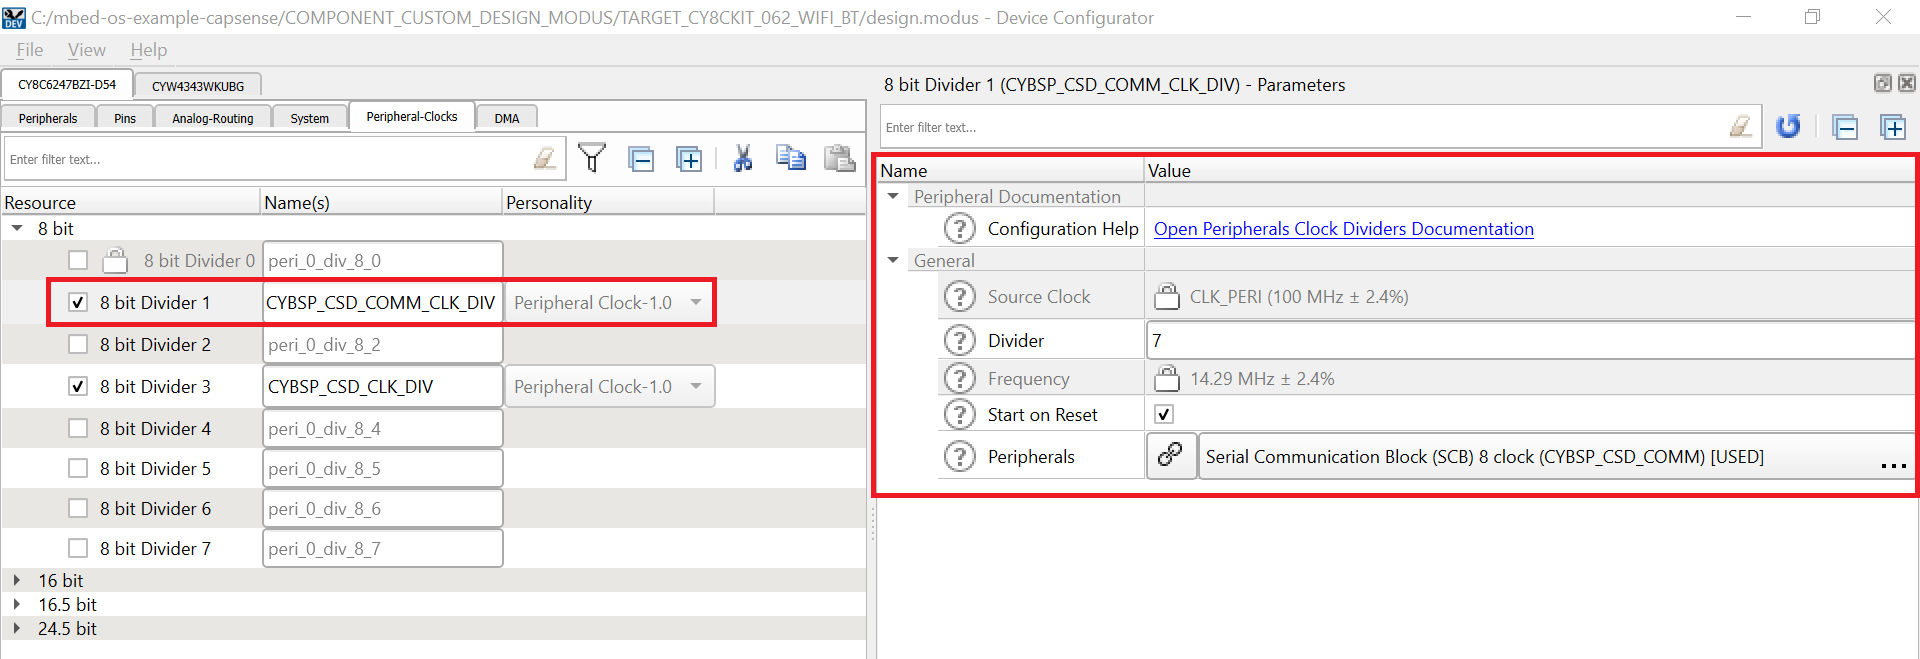 C:/mbed-os-example-capsense/COMPONENT_CUSTOM_DESIGN_MODUS/TARGET_CY8CKIT_062_WIFI_BT/design.modus - Device Configurator
File View Help
CY8C6247BZI-D54 CYW4343WKUBG
Peripherals Pins Analog-Routing System Peripheral-Clocks DMA
Enter filter text...
Resource Name(s) Personality
8 bit
8 bit Divider 0 peri_0_div_8_0
8 bit Divider 1 CYBSP_CSD_COMM_CLK_DIV Peripheral Clock-1.0
8 bit Divider 2 peri_0_div_8_2
8 bit Divider 3 CYBSP_CSD_CLK_DIV Peripheral Clock-1.0
8 bit Divider 4 peri_0_div_8_4
8 bit Divider 5 peri_0_div_8_5
8 bit Divider 6 peri_0_div_8_6
8 bit Divider 7 peri_0_div_8_7
16 bit
16.5 bit
24.5 bit
8 bit Divider 1 (CYBSP_CSD_COMM_CLK_DIV) - Parameters
Enter filter text...
Name Value
Peripheral Documentation
Configuration Help Open Peripherals Clock Dividers Documentation
General
Source Clock CLK_PERI (100 MHz ± 2.4%)
Divider 7
Frequency 14.29 MHz ± 2.4%
Start on Reset
Peripherals Serial Communication Block (SCB) 8 clock (CYBSP_CSD_COMM) [USED] ...